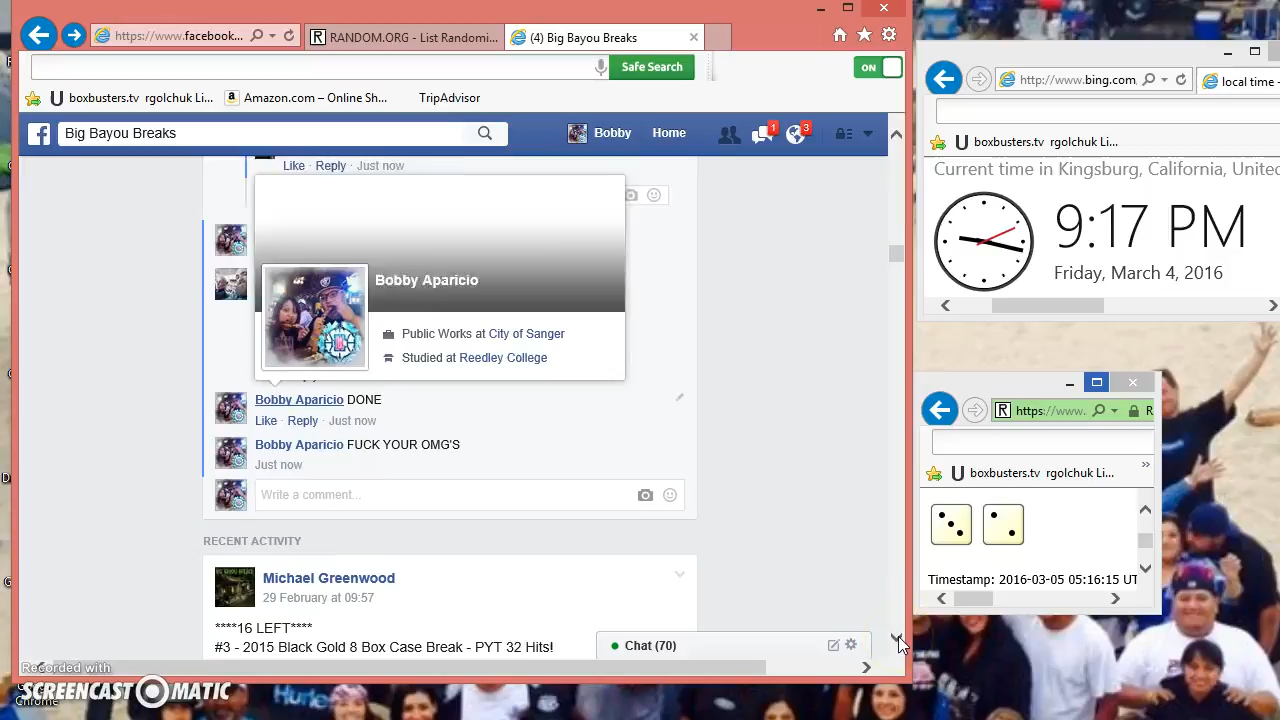 https://www.facebook...
RANDOM.ORG - List Randomi...
(4) Big Bayou Breaks
Safe Search
ON
boxbusters.tv rgolchuk Li...
Amazon.com – Online Sh...
TripAdvisor
Big Bayou Breaks
Bobby
Home
1
3
Like · Reply · Just now
Bobby Aparicio
Public Works at City of Sanger
Studied at Reedley College
Bobby Aparicio DONE
Like · Reply · Just now
Bobby Aparicio FUCK YOUR OMG'S
Just now
Write a comment...
RECENT ACTIVITY
Michael Greenwood
29 February at 09:57
****16 LEFT****
#3 - 2015 Black Gold 8 Box Case Break - PYT 32 Hits!
Chat (70)
Recorded with
SCREENCAST MATIC
Chrome
http://www.bing.com
local time -
boxbusters.tv rgolchuk Li...
Current time in Kingsburg, California, United
9:17 PM
Friday, March 4, 2016
https://www.
R
boxbusters.tv rgolchuk Li...
Timestamp: 2016-03-05 05:16:15 UT